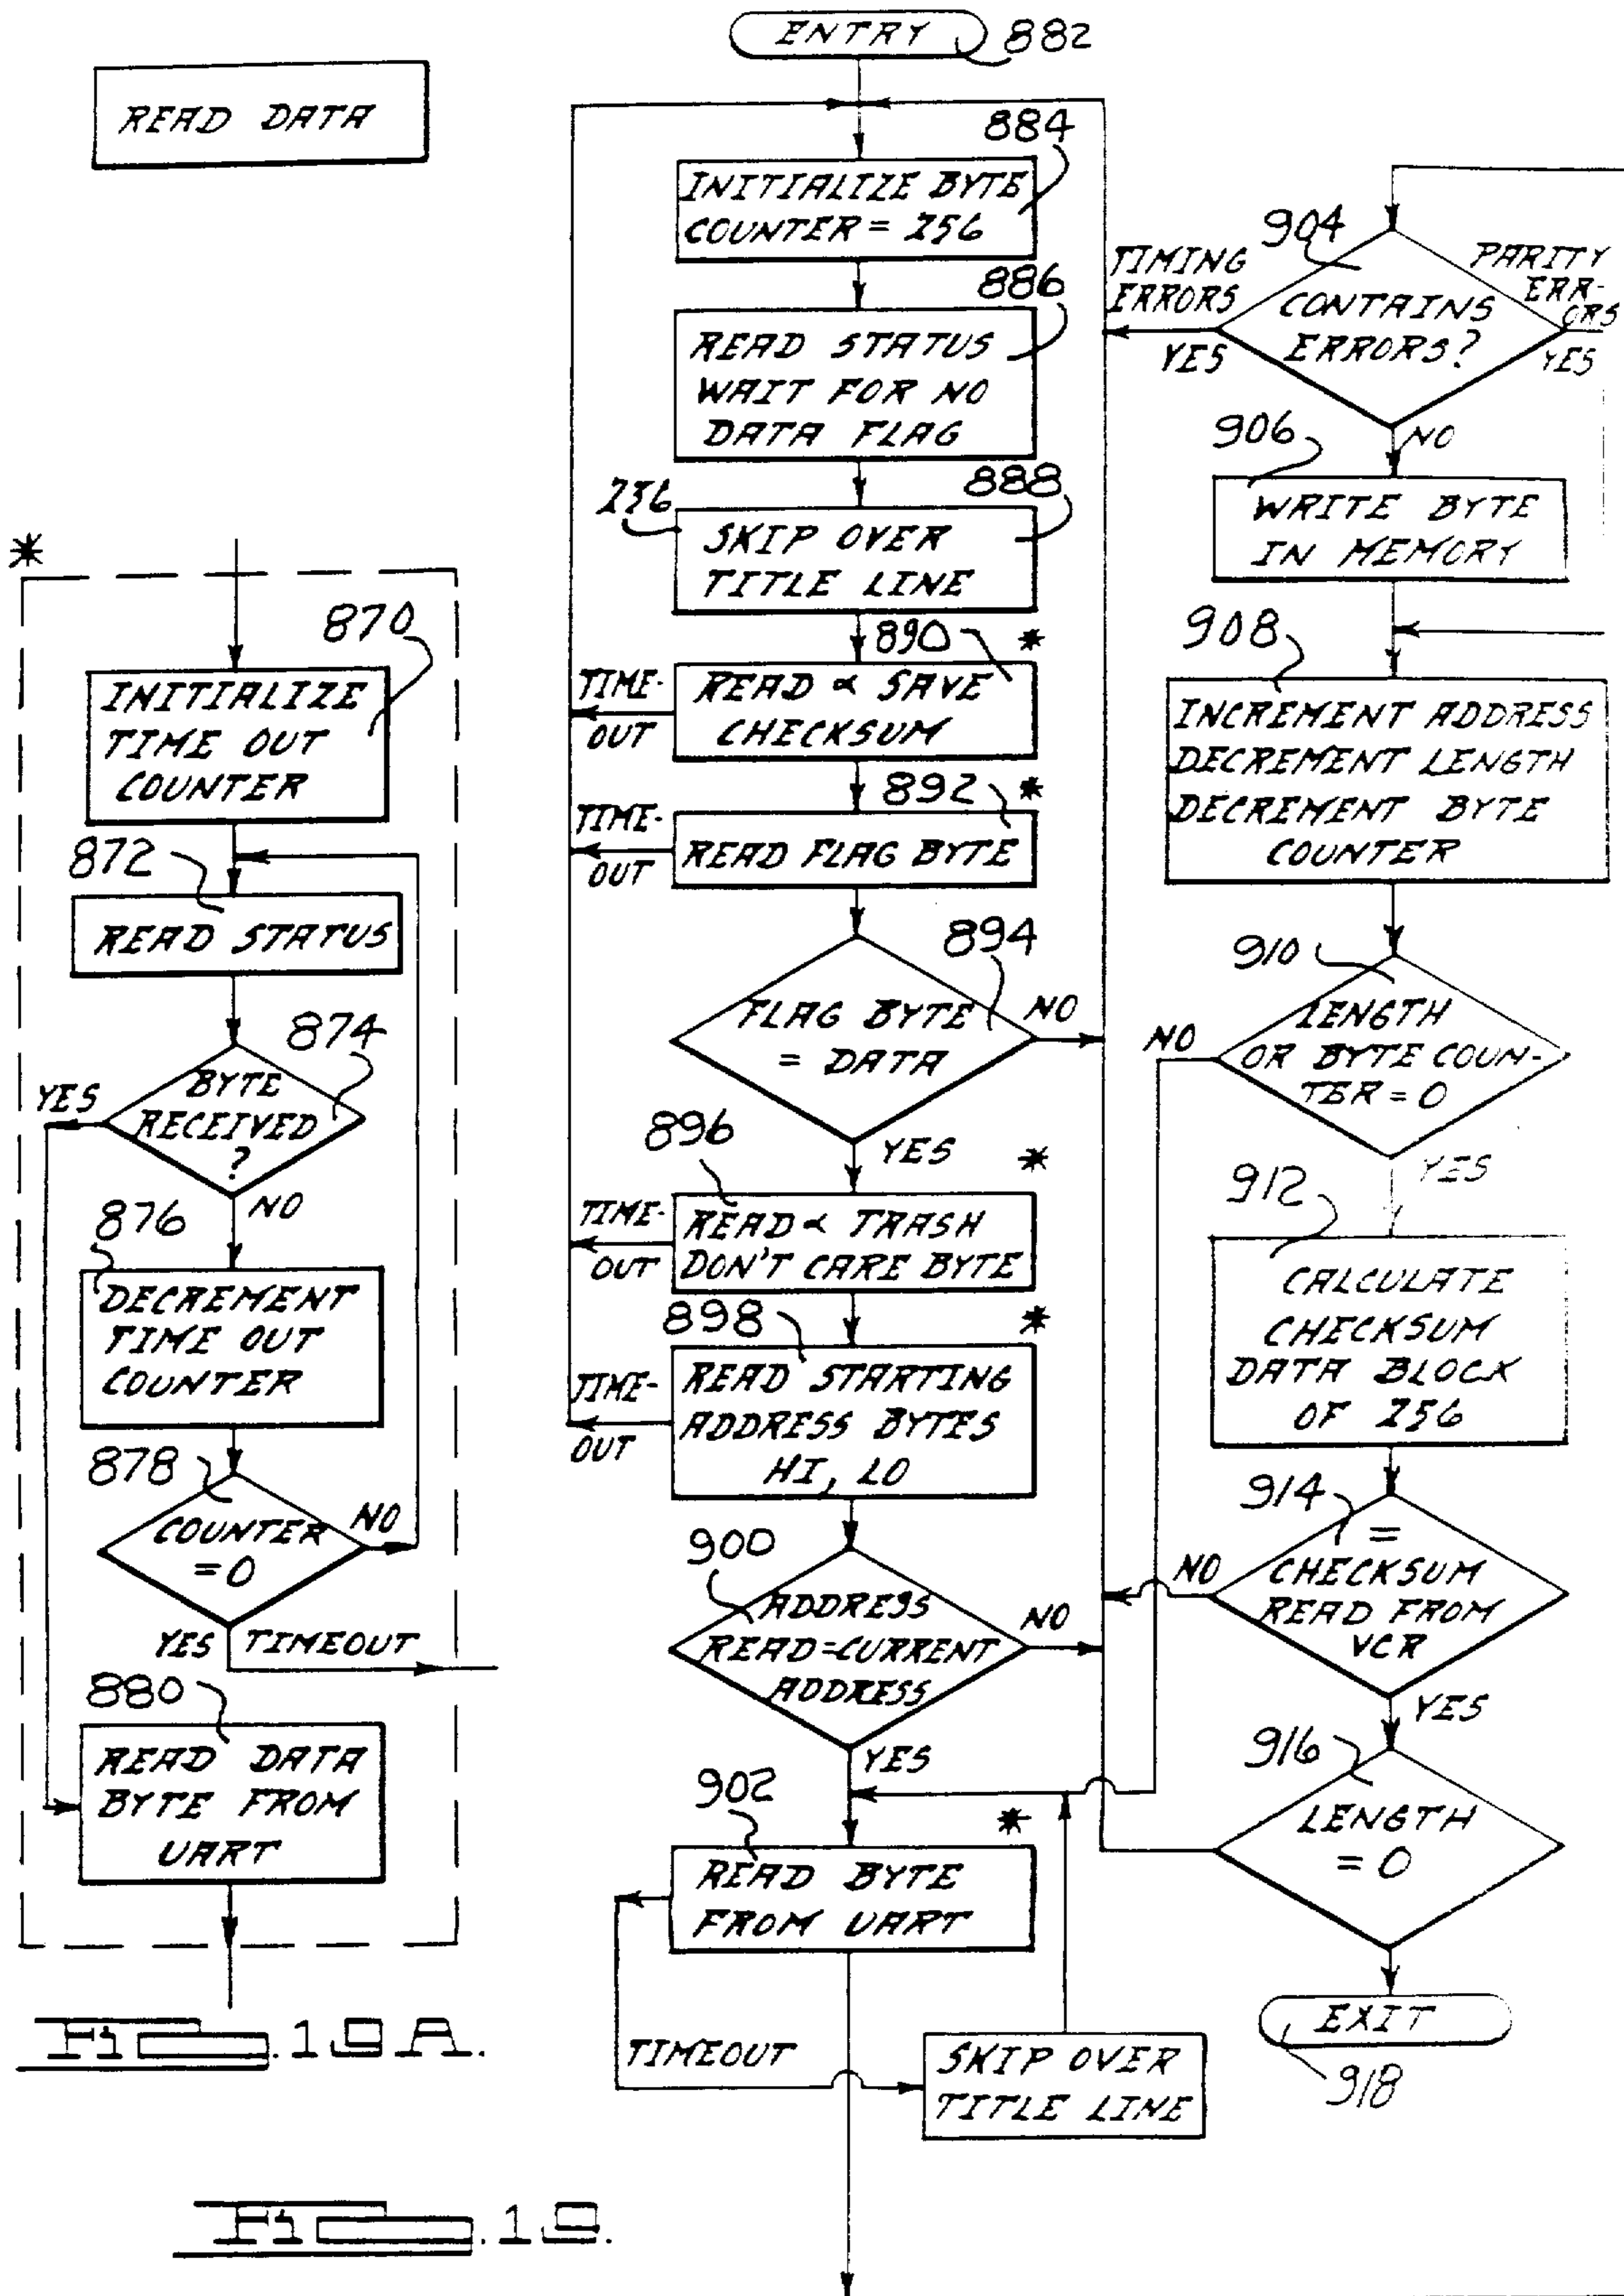 READ DATA
*
870
INITIALIZE
TIME OUT
COUNTER
872
READ STATUS
874
YES
BYTE
RECEIVED
?
NO
876
DECREMENT
TIME OUT
COUNTER
878
COUNTER
= 0
NO
YES
TIMEOUT
880
READ DATA
BYTE FROM
UART
FIG. 19A.
ENTRY
882
884
INITIALIZE BYTE
COUNTER = 256
886
READ STATUS
WAIT FOR NO
DATA FLAG
236
888
SKIP OVER
TITLE LINE
890
*
TIME-
OUT
READ & SAVE
CHECKSUM
892
*
TIME-
OUT
READ FLAG BYTE
894
FLAG BYTE
= DATA
NO
YES
896
*
TIME-
OUT
READ & TRASH
DON'T CARE BYTE
898
*
TIME-
OUT
READ STARTING
ADDRESS BYTES
HI, LO
900
ADDRESS
READ=CURRENT
ADDRESS
NO
YES
902
*
READ BYTE
FROM UART
TIMEOUT
SKIP OVER
TITLE LINE
904
TIMING
ERRORS
YES
CONTAINS
ERRORS?
PARITY
ERR-
ORS
YES
NO
906
WRITE BYTE
IN MEMORY
908
INCREMENT ADDRESS
DECREMENT LENGTH
DECREMENT BYTE
COUNTER
910
NO
LENGTH
OR BYTE COUN-
TER = 0
YES
912
CALCULATE
CHECKSUM
DATA BLOCK
OF 256
914
NO
=
CHECKSUM
READ FROM
VCR
YES
916
LENGTH
= 0
EXIT
918
FIG. 19.